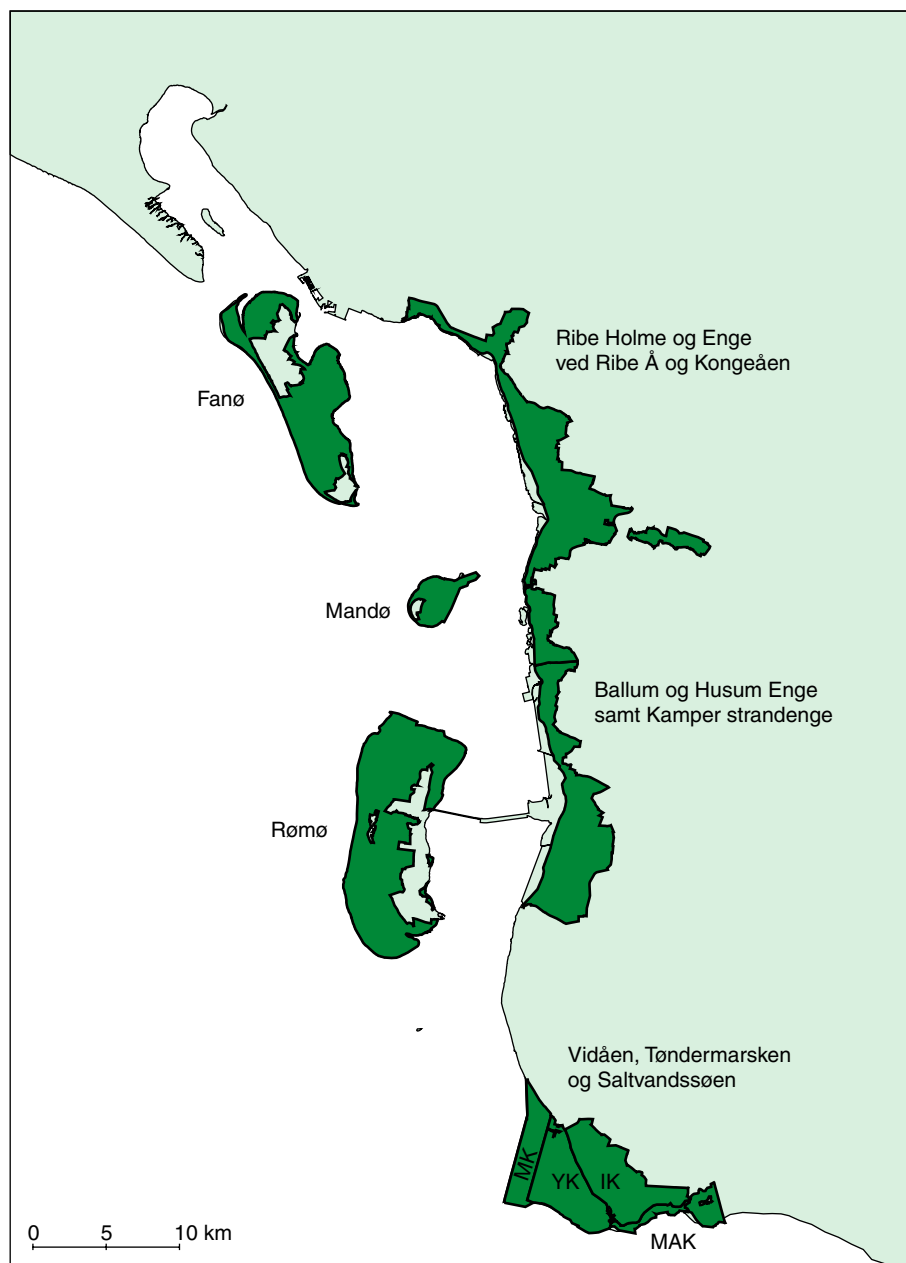 Ribe Holme og Enge
ved Ribe Å og Kongeåen
Fanø
Mandø
Ballum og Husum Enge
samt Kamper strandenge
Rømø
Vidåen, Tøndermarsken
og Saltvandssøen
MK
YK
IK
MAK
0 5 10 km